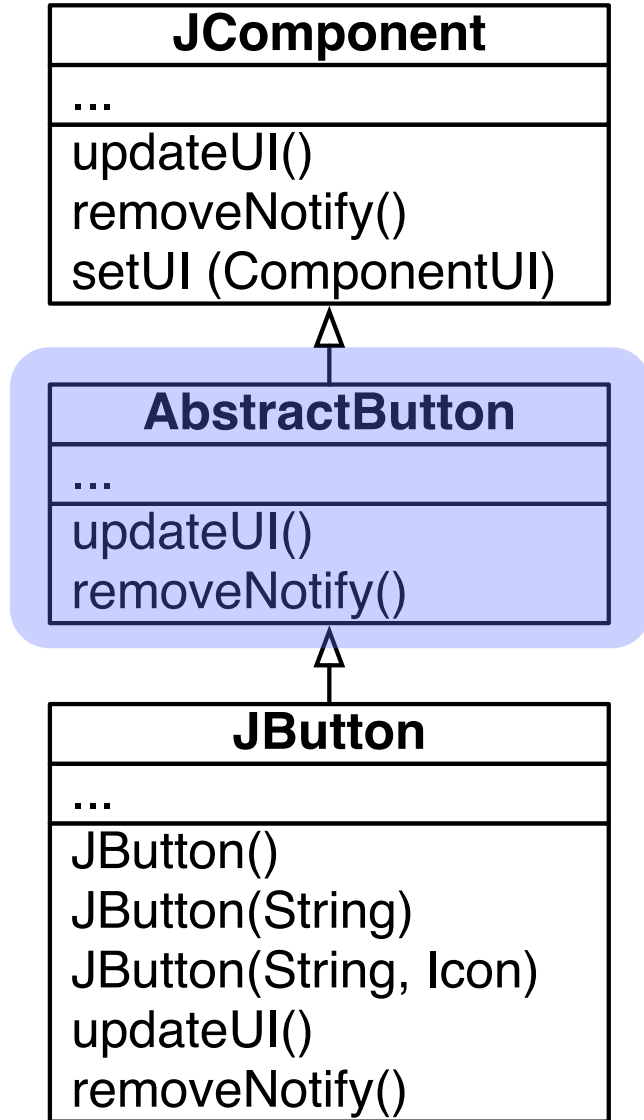 JComponent
...
updateUI()
removeNotify()
setUI (ComponentUI)
AbstractButton
...
updateUI()
removeNotify()
JButton
...
JButton()
JButton(String)
JButton(String, Icon)
updateUI()
removeNotify()